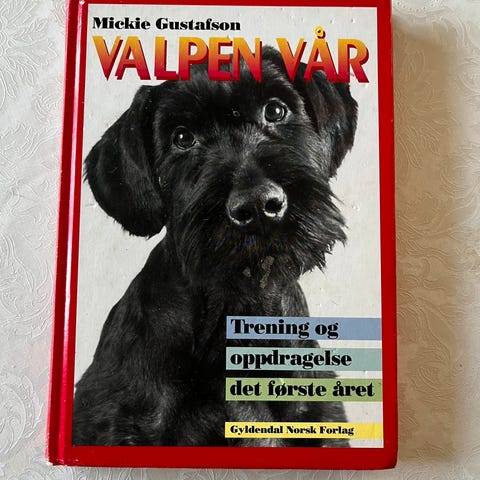 Mickie Gustafson
VALPEN VÅR
Trening og
oppdragelse
det første året
Gyldendal Norsk Forlag